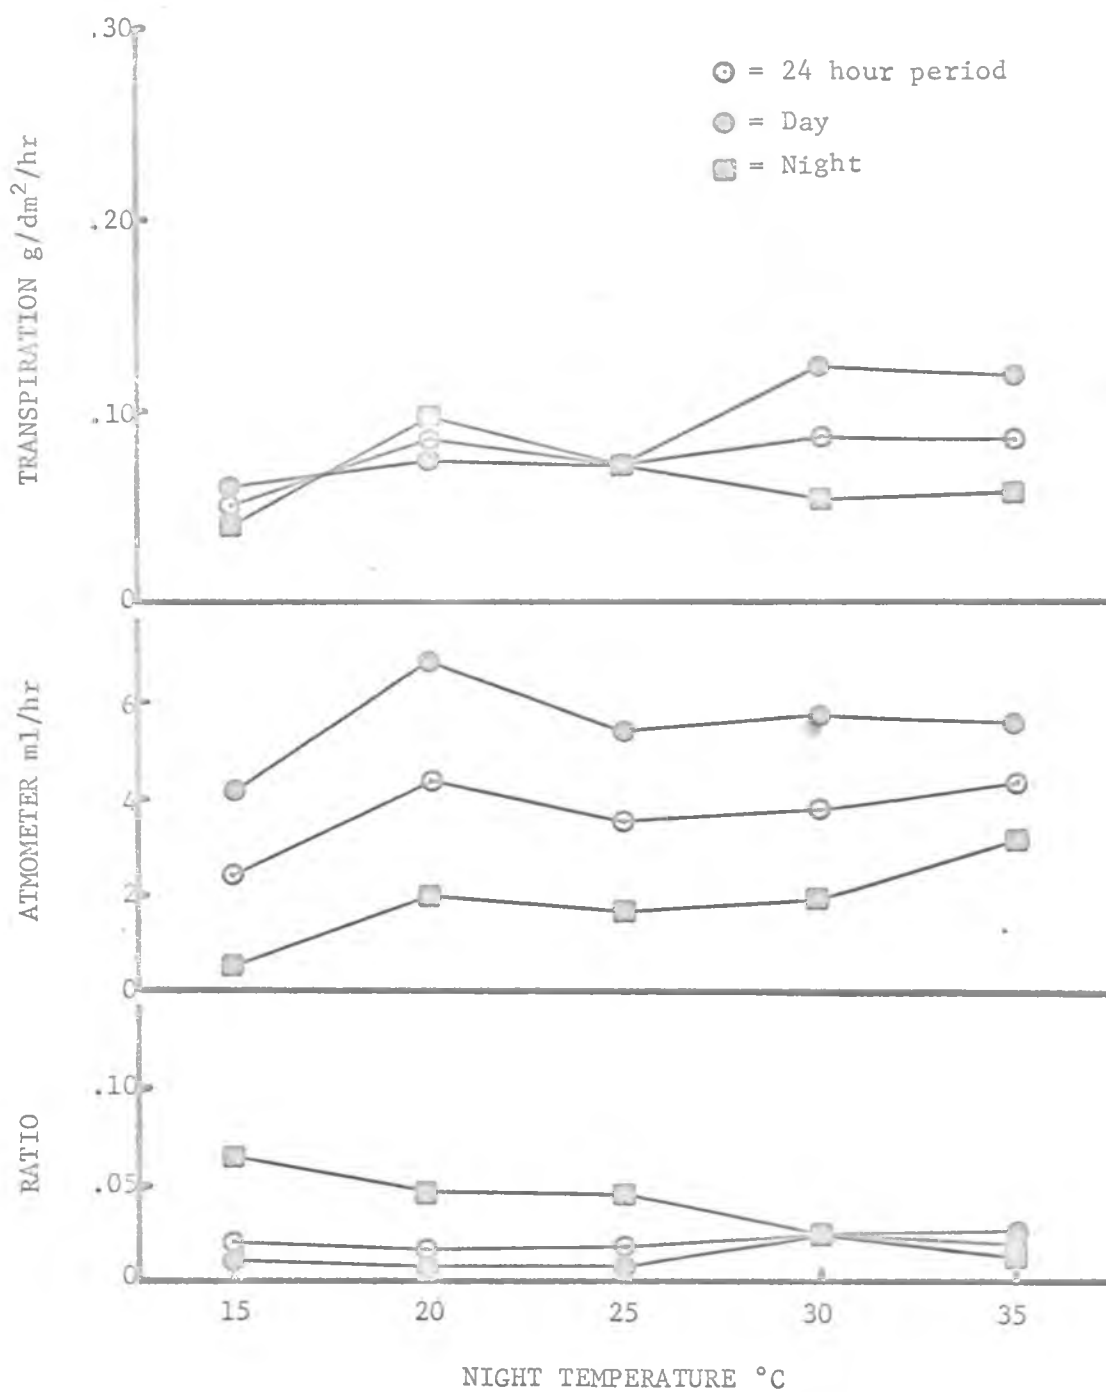 .30
= 24 hour period
= Day
= Night
.20
.10
0
TRANSPIRATION g/dm²/hr
6
4
2
0
ATMOMETER ml/hr
.10
.05
0
RATIO
15 20 25 30 35
NIGHT TEMPERATURE °C